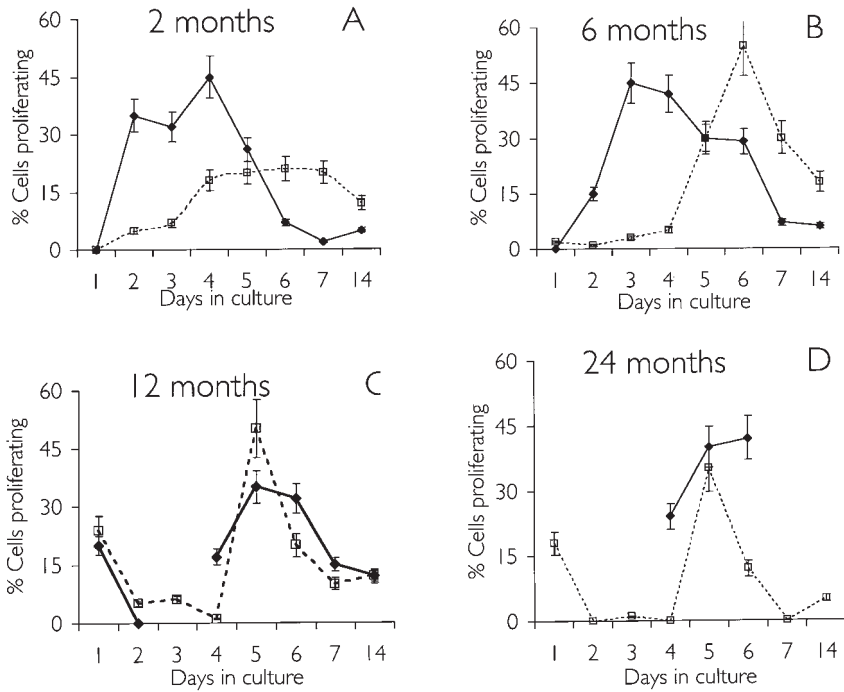 2 months A
% Cells proliferating
60
45
30
15
0
1 2 3 4 5 6 7 14
Days in culture
6 months B
% Cells proliferating
60
45
30
15
0
1 2 3 4 5 6 7 14
Days in culture
12 months C
% Cells proliferating
60
45
30
15
0
1 2 3 4 5 6 7 14
Days in culture
24 months D
% Cells proliferating
60
45
30
15
0
1 2 3 4 5 6 7 14
Days in culture